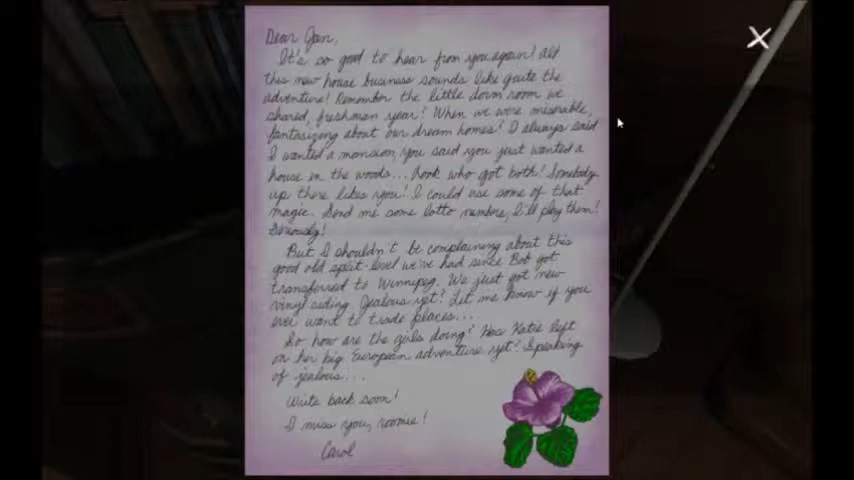 Dear Jan,
It's so good to hear from you again! All
this new house business sounds like quite the
adventure! Remember the little dorm room we
shared, freshman year? When we were miserable,
fantasizing about our dream homes? I always said
I wanted a mansion, you said you just wanted a
house in the woods... Look who got both! Somebody
up there likes you! I could use some of that
magic. Send me some lotto numbers, I'll play them!
Seriously!
But I shouldn't be complaining about this
good old split-level we've had since Bob got
transferred to Winnipeg. We just got new
vinyl siding. Jealous yet? Let me know if you
ever want to trade places...
So how are the girls doing? Has Katie left
on her big European adventure yet? Speaking
of jealous...
Write back soon!
I miss you, roomie!
Carol